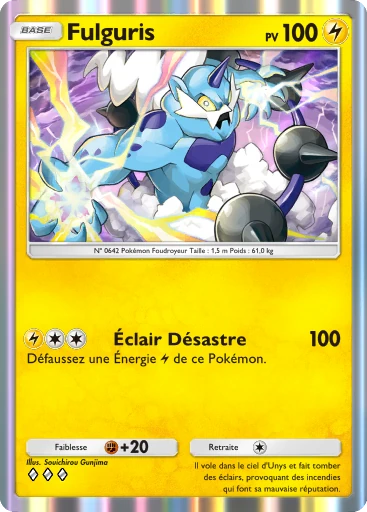 BASE Fulguris PV 100
N° 0642 Pokémon Foudroyeur Taille : 1,5 m Poids : 61,0 kg
Éclair Désastre 100
Défaussez une Énergie de ce Pokémon.
Faiblesse +20 Retraite
Illus. Souichirou Gunjima
Il vole dans le ciel d'Unys et fait tomber
des éclairs, provoquant des incendies
qui font sa mauvaise réputation.